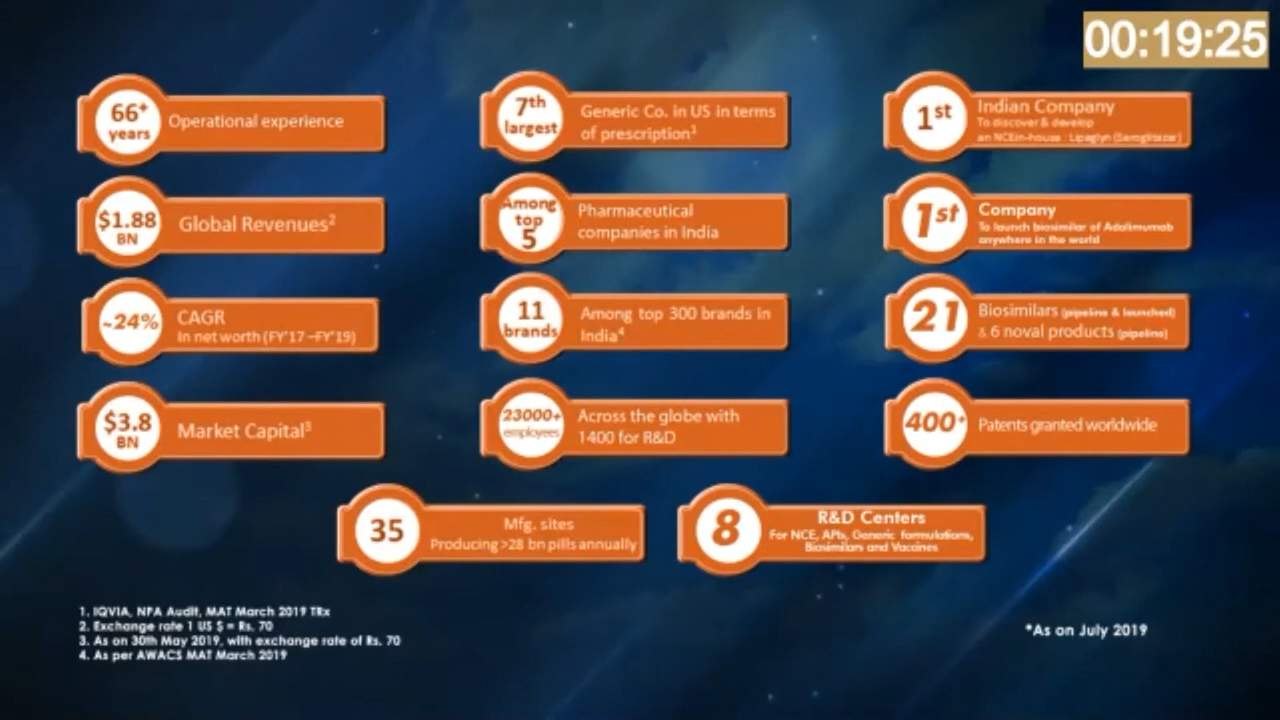 00:19:25
66+
years
Operational experience
7th
largest
Generic Co. in US in terms
of prescription1
1st
Indian Company
To discover & develop
an NCEin-house : Lipaglyn (Saroglitazar)
$1.88
BN
Global Revenues2
Among
top
5
Pharmaceutical
companies in India
1st
Company
To launch biosimilar of Adalimumab
anywhere in the world
~24%
CAGR
In net worth (FY'17 –FY'19)
11
brands
Among top 300 brands in
India4
21
Biosimilars (pipeline & launched)
& 6 noval products (pipeline)
$3.8
BN
Market Capital3
23000+
employees
Across the globe with
1400 for R&D
400+
Patents granted worldwide
35
Mfg. sites
Producing >28 bn pills annually
8
R&D Centers
For NCE, APIs, Generic formulations,
Biosimilars and Vaccines
1. IQVIA, NPA Audit, MAT March 2019 TRx
2. Exchange rate 1 US $ = Rs. 70
3. As on 30th May 2019, with exchange rate of Rs. 70
4. As per AWACS MAT March 2019
*As on July 2019